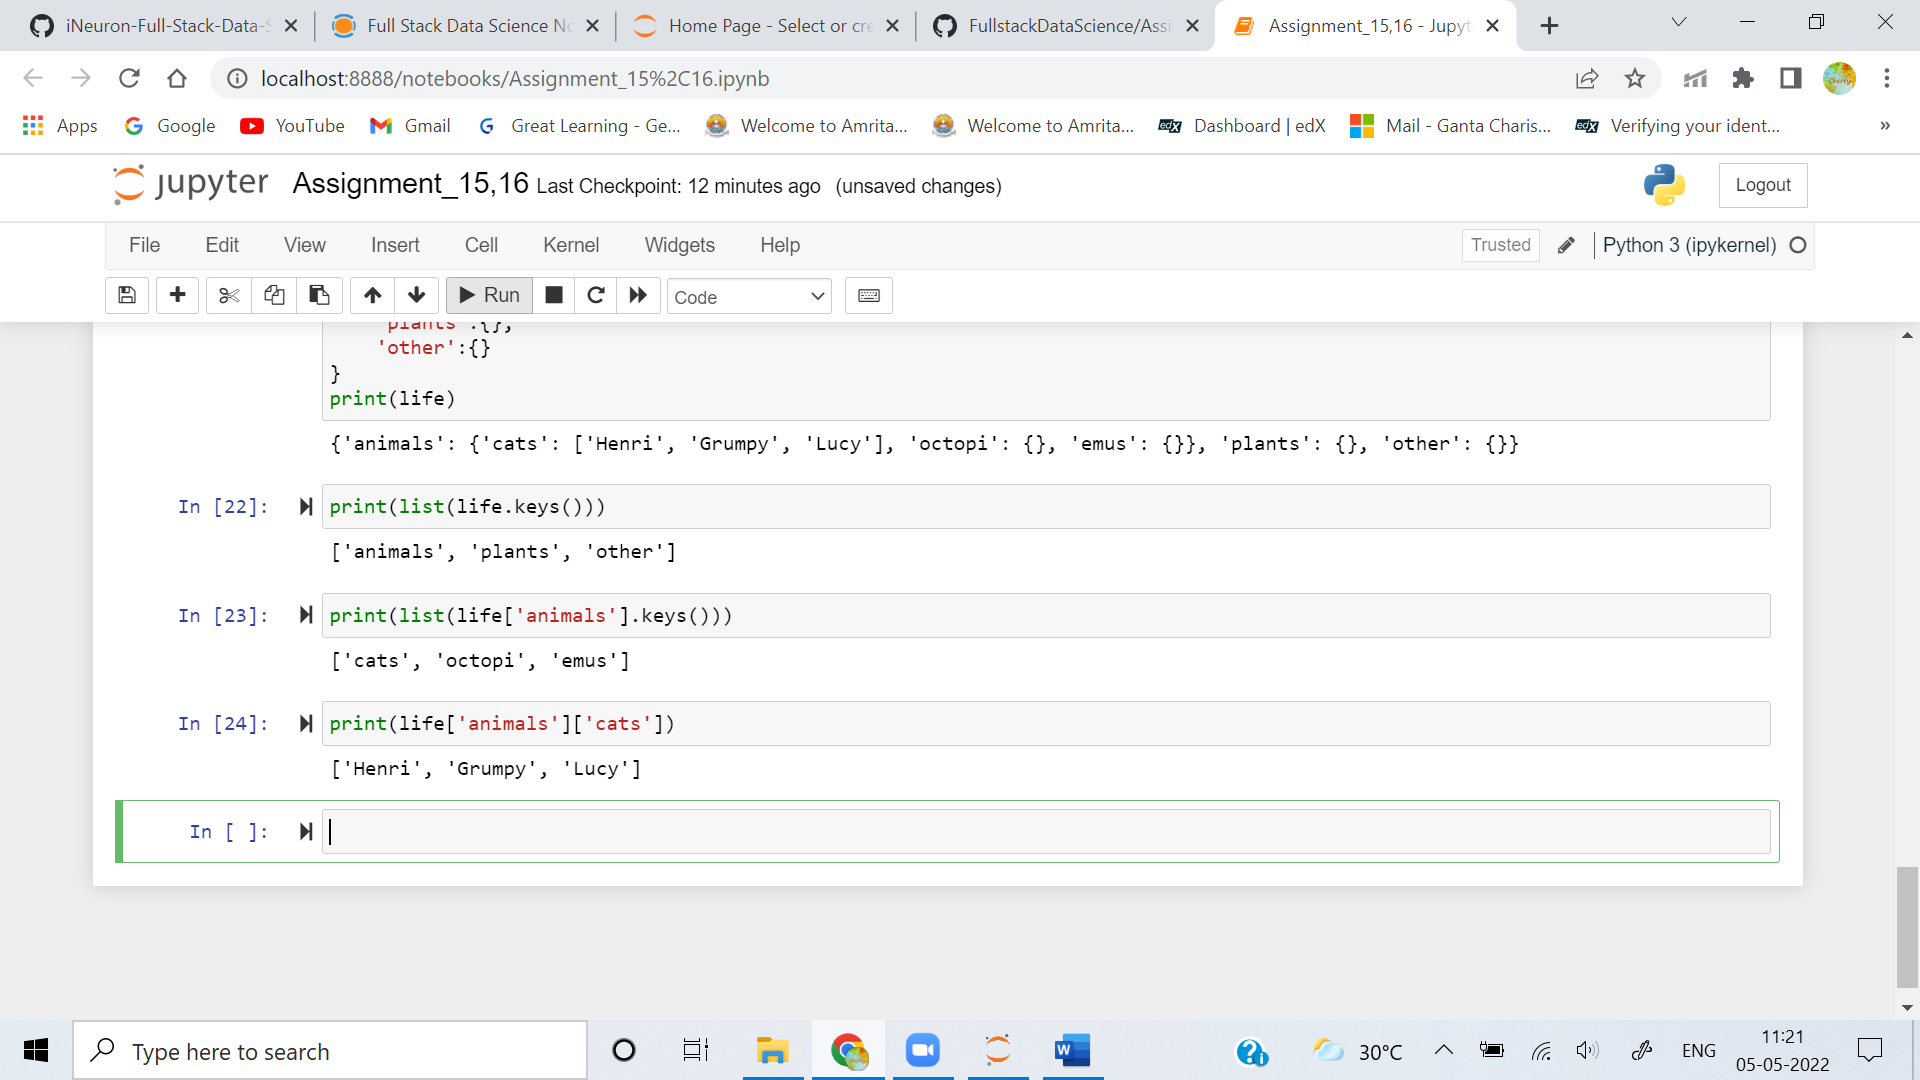 iNeuron-Full-Stack-Data-S
Full Stack Data Science No
Home Page - Select or cre
FullstackDataScience/Assi
Assignment_15,16 - Jupyt
localhost:8888/notebooks/Assignment_15%2C16.ipynb
Apps
Google
YouTube
Gmail
Great Learning - Ge...
Welcome to Amrita...
Welcome to Amrita...
edX
Dashboard | edX
Mail - Ganta Charis...
edX
Verifying your ident...
»
jupyter
Assignment_15,16 Last Checkpoint: 12 minutes ago (unsaved changes)
Logout
File Edit View Insert Cell Kernel Widgets Help
Trusted
Python 3 (ipykernel)
Run
Code
'plants':{},
'other':{}
}
print(life)
{'animals': {'cats': ['Henri', 'Grumpy', 'Lucy'], 'octopi': {}, 'emus': {}}, 'plants': {}, 'other': {}}
In [22]: print(list(life.keys()))
['animals', 'plants', 'other']
In [23]: print(list(life['animals'].keys()))
['cats', 'octopi', 'emus']
In [24]: print(life['animals']['cats'])
['Henri', 'Grumpy', 'Lucy']
In [ ]:
Type here to search
30°C
ENG
11:21
05-05-2022